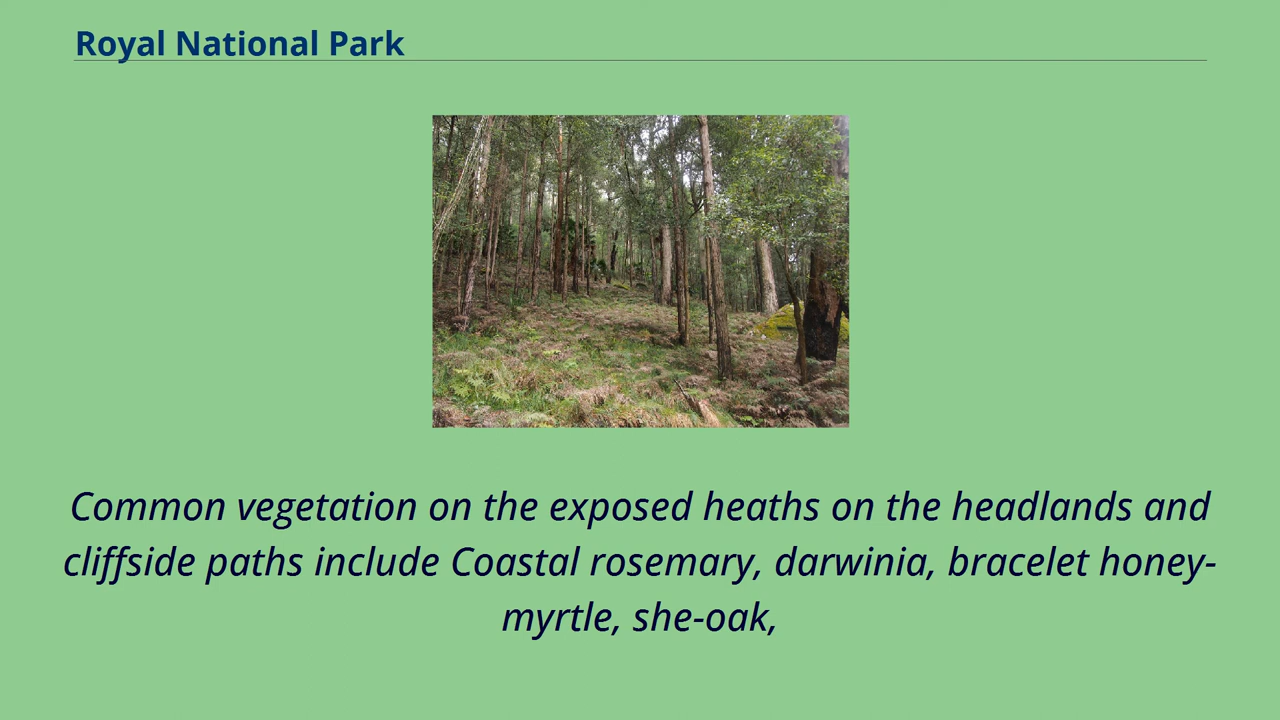 Royal National Park
Common vegetation on the exposed heaths on the headlands and
cliffside paths include Coastal rosemary, darwinia, bracelet honey-
myrtle, she-oak,